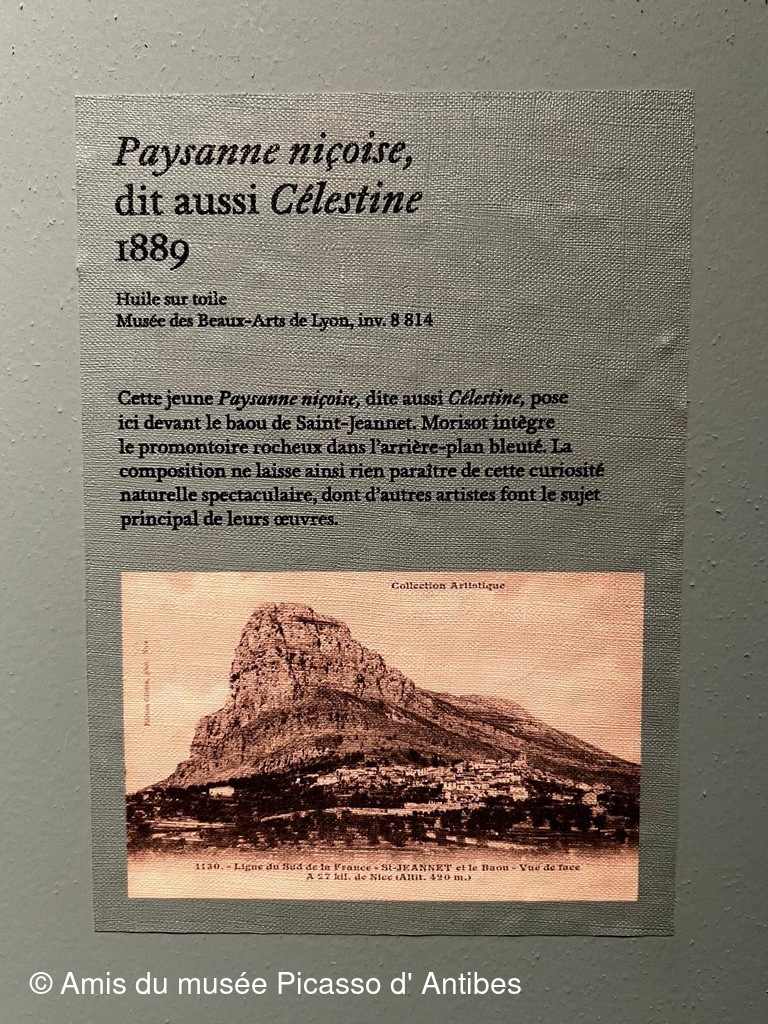 Paysanne niçoise,
dit aussi Célestine
1889
Huile sur toile
Musée des Beaux-Arts de Lyon, inv. 8 814
Cette jeune Paysanne niçoise, dite aussi Célestine, pose
ici devant le baou de Saint-Jeannet. Morisot intègre
le promontoire rocheux dans l'arrière-plan bleuté. La
composition ne laisse ainsi rien paraître de cette curiosité
naturelle spectaculaire, dont d'autres artistes font le sujet
principal de leurs œuvres.
Collection Artistique
1130. - Ligne du Sud de la France - St-JEANNET et le Baou - Vue de face
A 27 kil. de Nice (Altit. 420 m.)
© Amis du musée Picasso d' Antibes